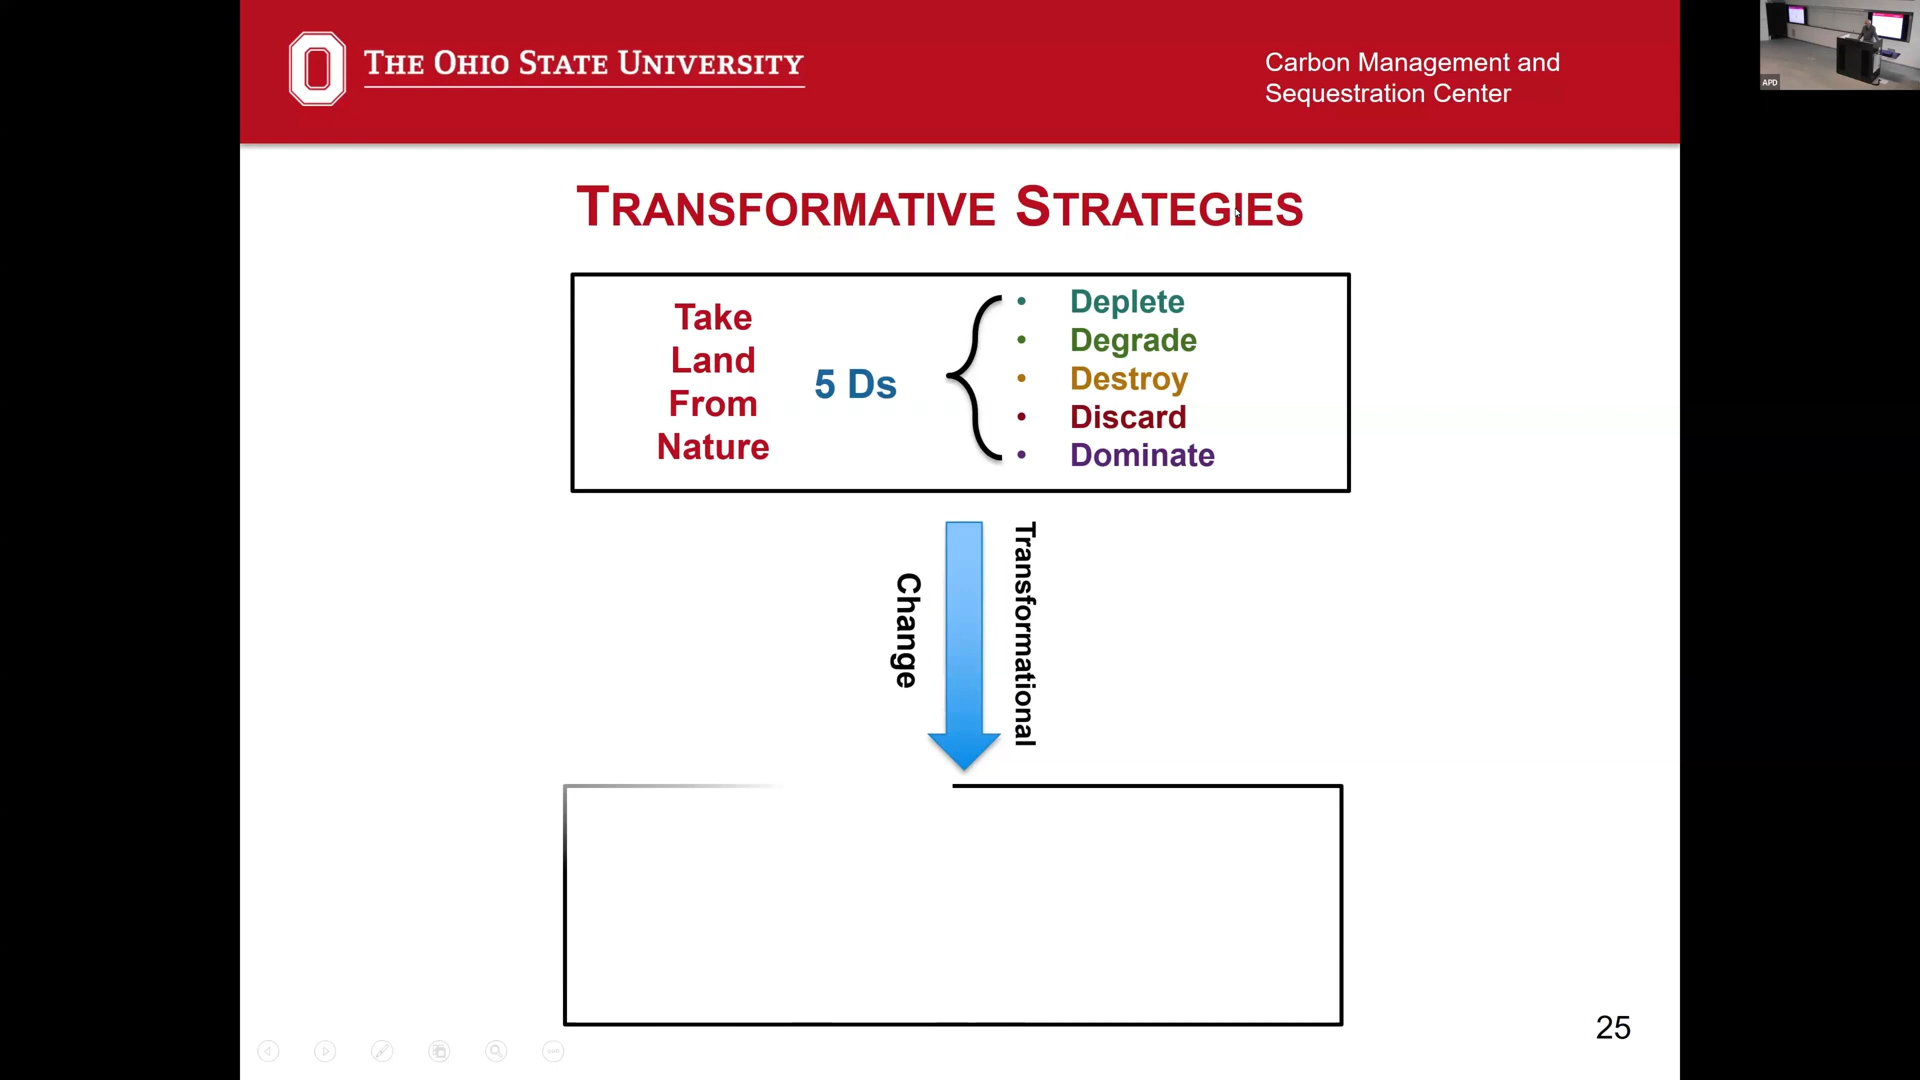 THE OHIO STATE UNIVERSITY
Carbon Management and
Sequestration Center
APD
TRANSFORMATIVE STRATEGIES
Take
Land
From
Nature
5 Ds
• Deplete
• Degrade
• Destroy
• Discard
• Dominate
Change
Transformational
25